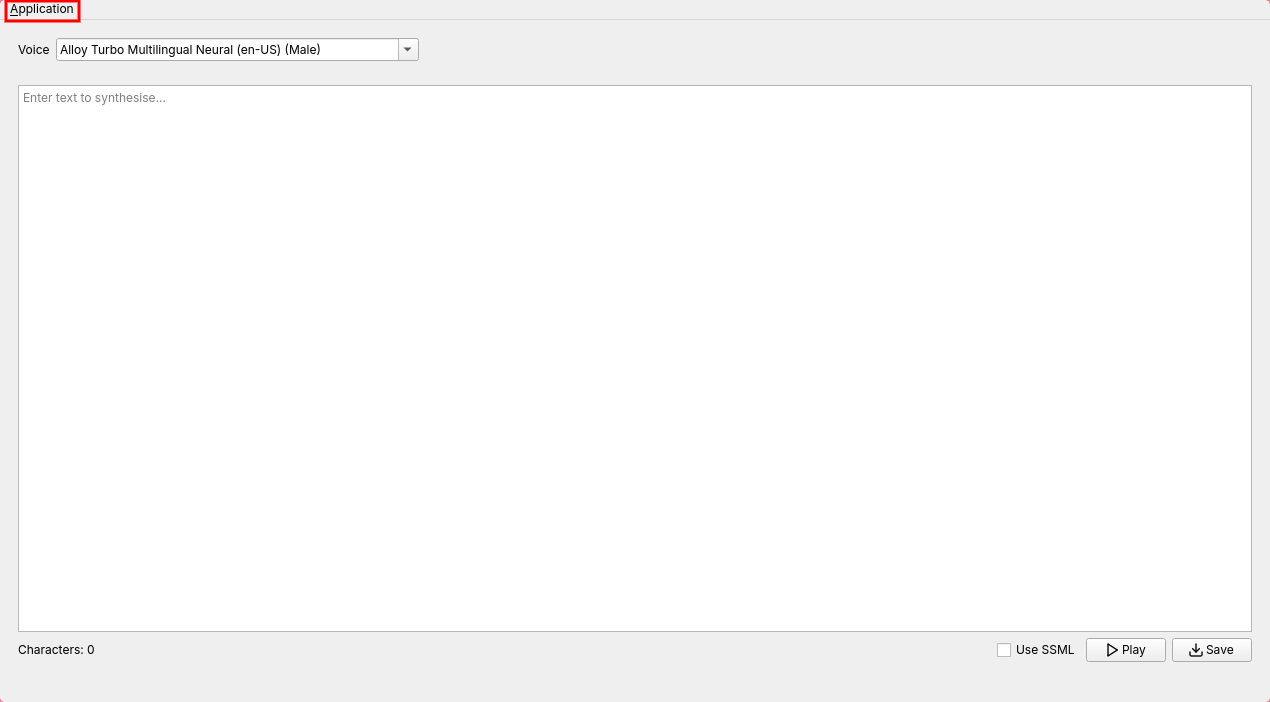 Application
Voice Alloy Turbo Multilingual Neural (en-US) (Male)
Enter text to synthesise...
Characters: 0 Use SSML Play Save